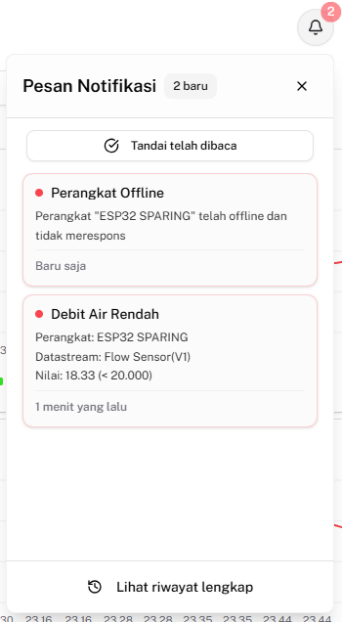 2
Pesan Notifikasi 2 baru
Tandai telah dibaca
Perangkat Offline
Perangkat "ESP32 SPARING" telah offline dan
tidak merespons
Baru saja
Debit Air Rendah
Perangkat: ESP32 SPARING
Datastream: Flow Sensor(V1)
Nilai: 18.33 (< 20.000)
1 menit yang lalu
3
Lihat riwayat lengkap
30 23.16 23.16 23.28 23.28 23.35 23.35 23.44 23.44